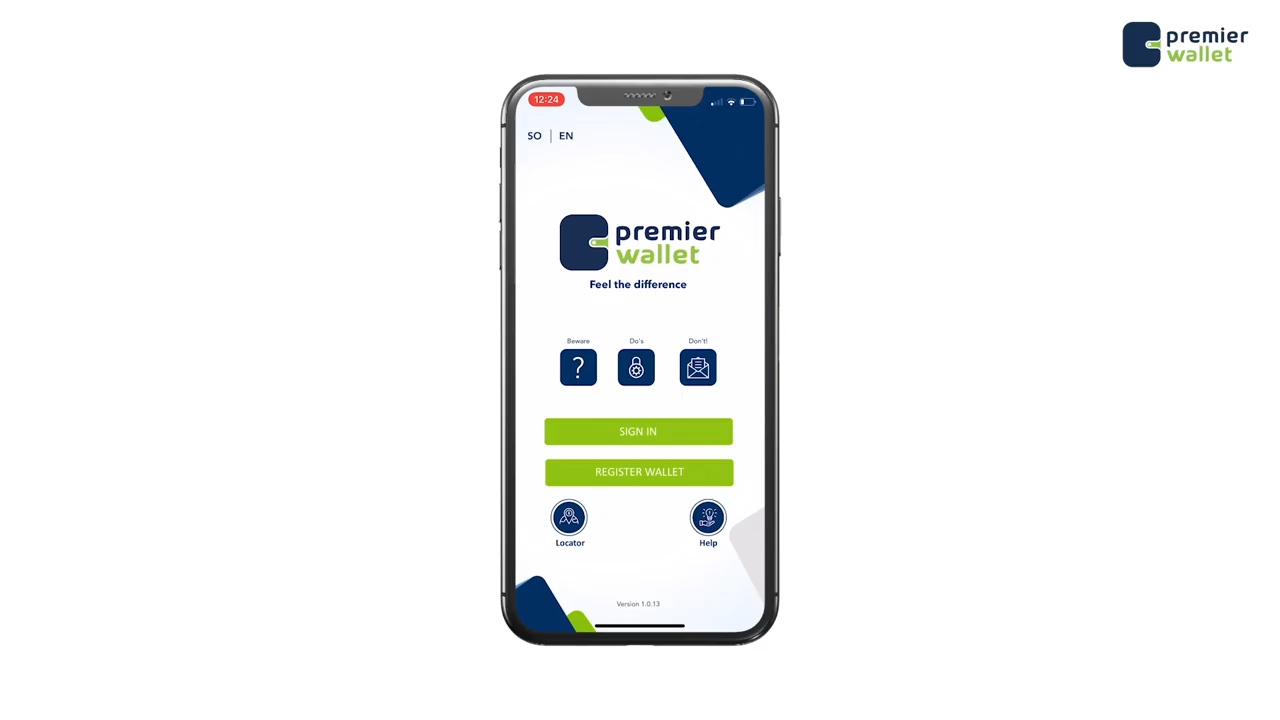 premier
wallet
12:24
SO | EN
premier
wallet
Feel the difference
Beware
Do's
Don't!
?
SIGN IN
REGISTER WALLET
Locator
Help
Version 1.0.13